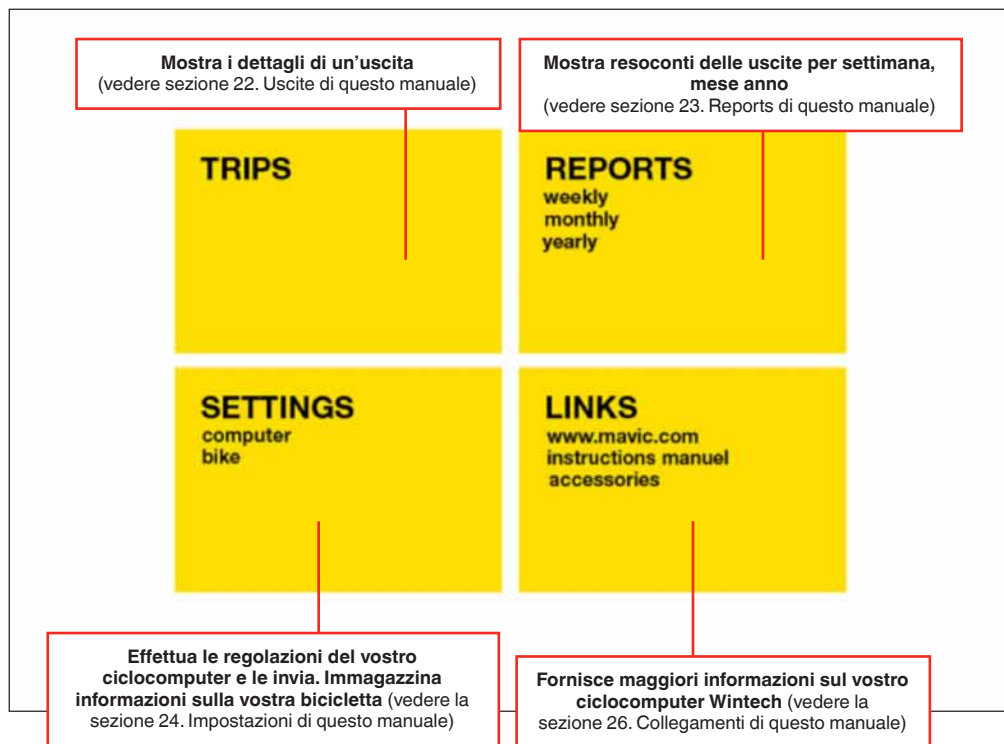 Mostra i dettagli di un'uscita
(vedere sezione 22. Uscite di questo manuale)
Mostra resoconti delle uscite per settimana,
mese anno
(vedere sezione 23. Reports di questo manuale)
TRIPS
REPORTS
weekly
monthly
yearly
SETTINGS
computer
bike
LINKS
www.mavic.com
instructions manuel
accessories
Effettua le regolazioni del vostro
ciclocomputer e le invia. Immagazzina
informazioni sulla vostra bicicletta (vedere la
sezione 24. Impostazioni di questo manuale)
Fornisce maggiori informazioni sul vostro
ciclocomputer Wintech (vedere la
sezione 26. Collegamenti di questo manuale)